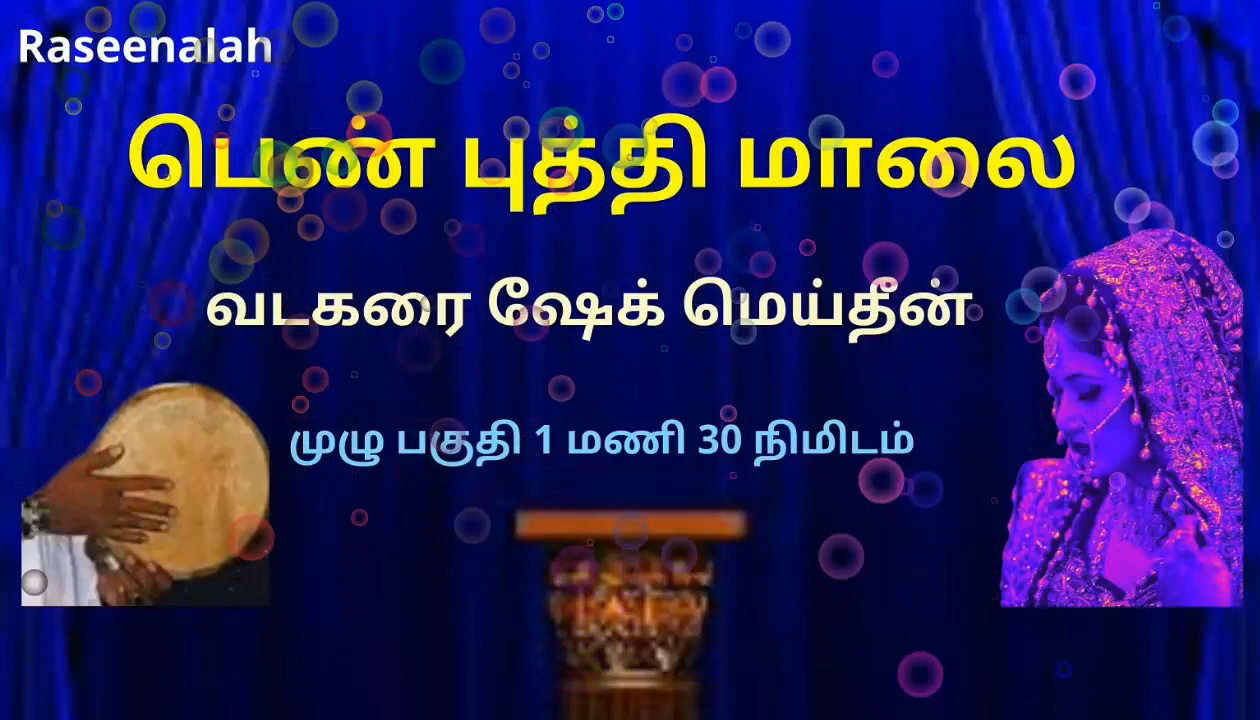 Raseenalah
பெண் புத்தி மாலை
வடகரை ஷேக் மெய்தீன்
முழு பகுதி 1 மணி 30 நிமிடம்